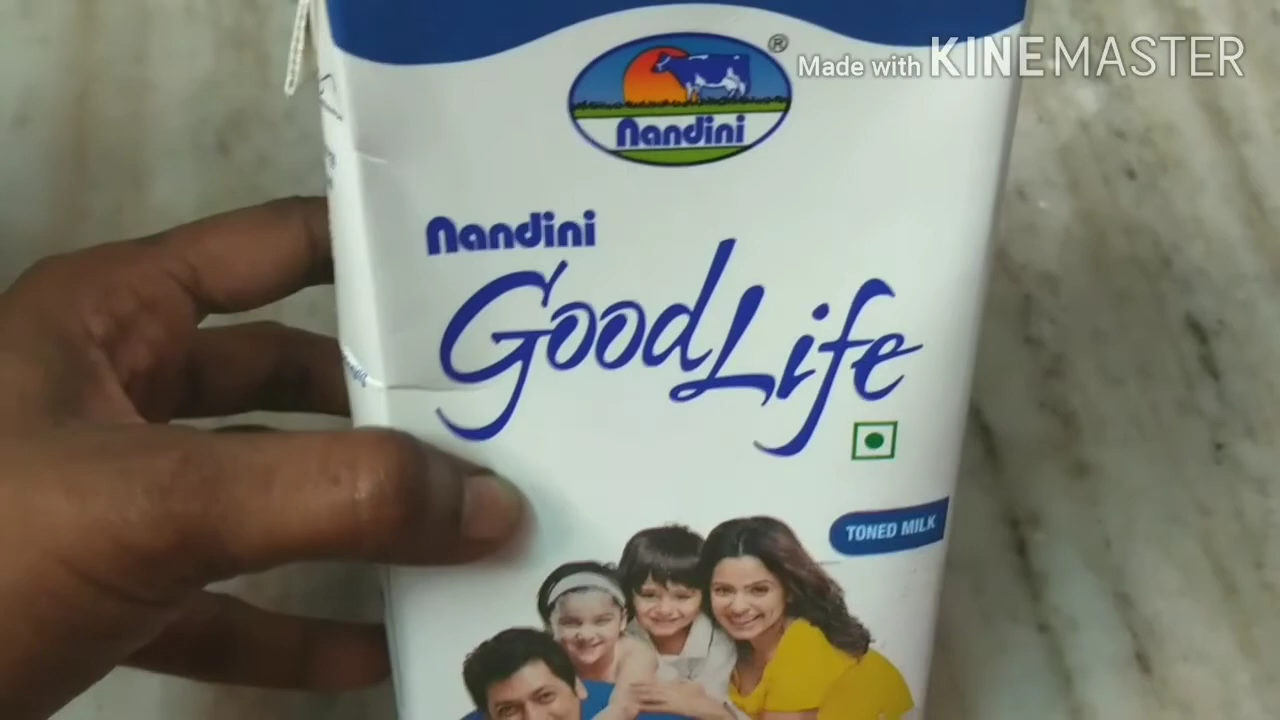 Made with KINEMASTER
Nandini
®
Nandini
GoodLife
TONED MILK